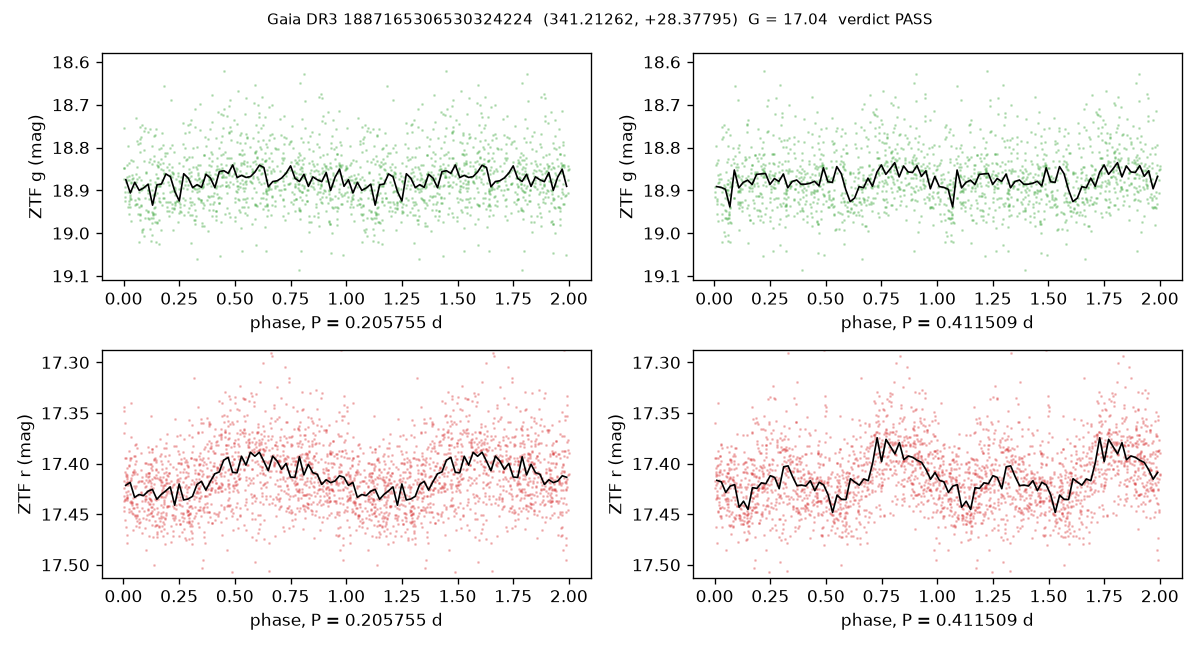 Gaia DR3 1887165306530324224  (341.21262, +28.37795)  G = 17.04  verdict PASS
ZTF g (mag)
18.6
18.7
18.8
18.9
19.0
19.1
0.00 0.25 0.50 0.75 1.00 1.25 1.50 1.75 2.00
phase, P = 0.205755 d
ZTF g (mag)
18.6
18.7
18.8
18.9
19.0
19.1
0.00 0.25 0.50 0.75 1.00 1.25 1.50 1.75 2.00
phase, P = 0.411509 d
ZTF r (mag)
17.30
17.35
17.40
17.45
17.50
0.00 0.25 0.50 0.75 1.00 1.25 1.50 1.75 2.00
phase, P = 0.205755 d
ZTF r (mag)
17.30
17.35
17.40
17.45
17.50
0.00 0.25 0.50 0.75 1.00 1.25 1.50 1.75 2.00
phase, P = 0.411509 d